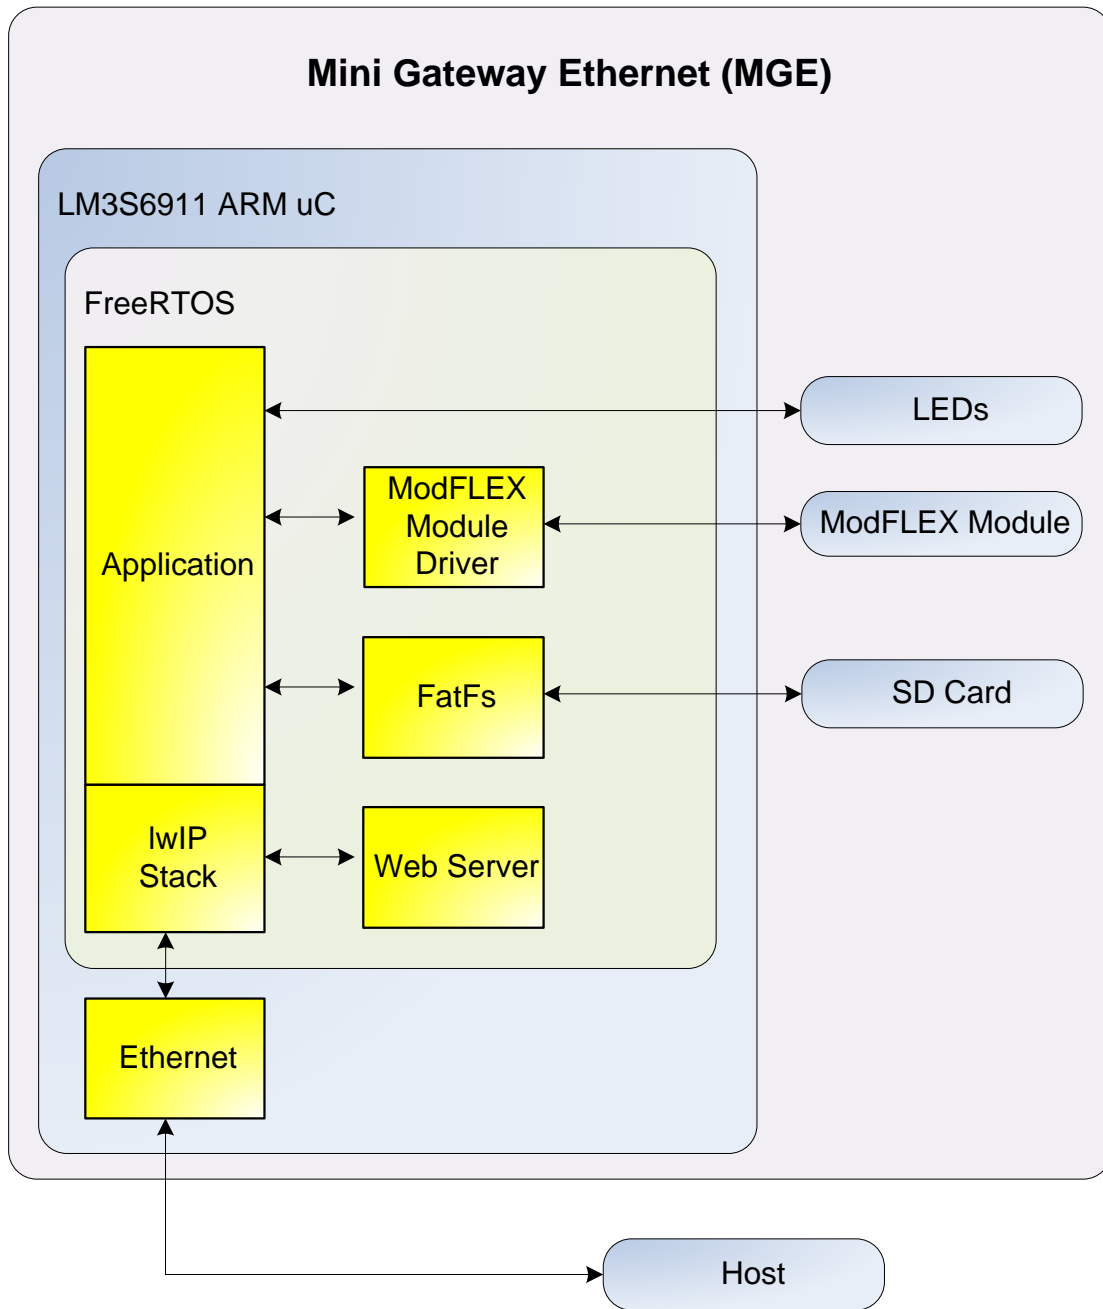 Mini Gateway Ethernet (MGE)
LM3S6911 ARM uC
FreeRTOS
LEDs
ModFLEX
Module
Driver
ModFLEX Module
Application
FatFs
SD Card
lwIP
Stack
Web Server
Ethernet
Host